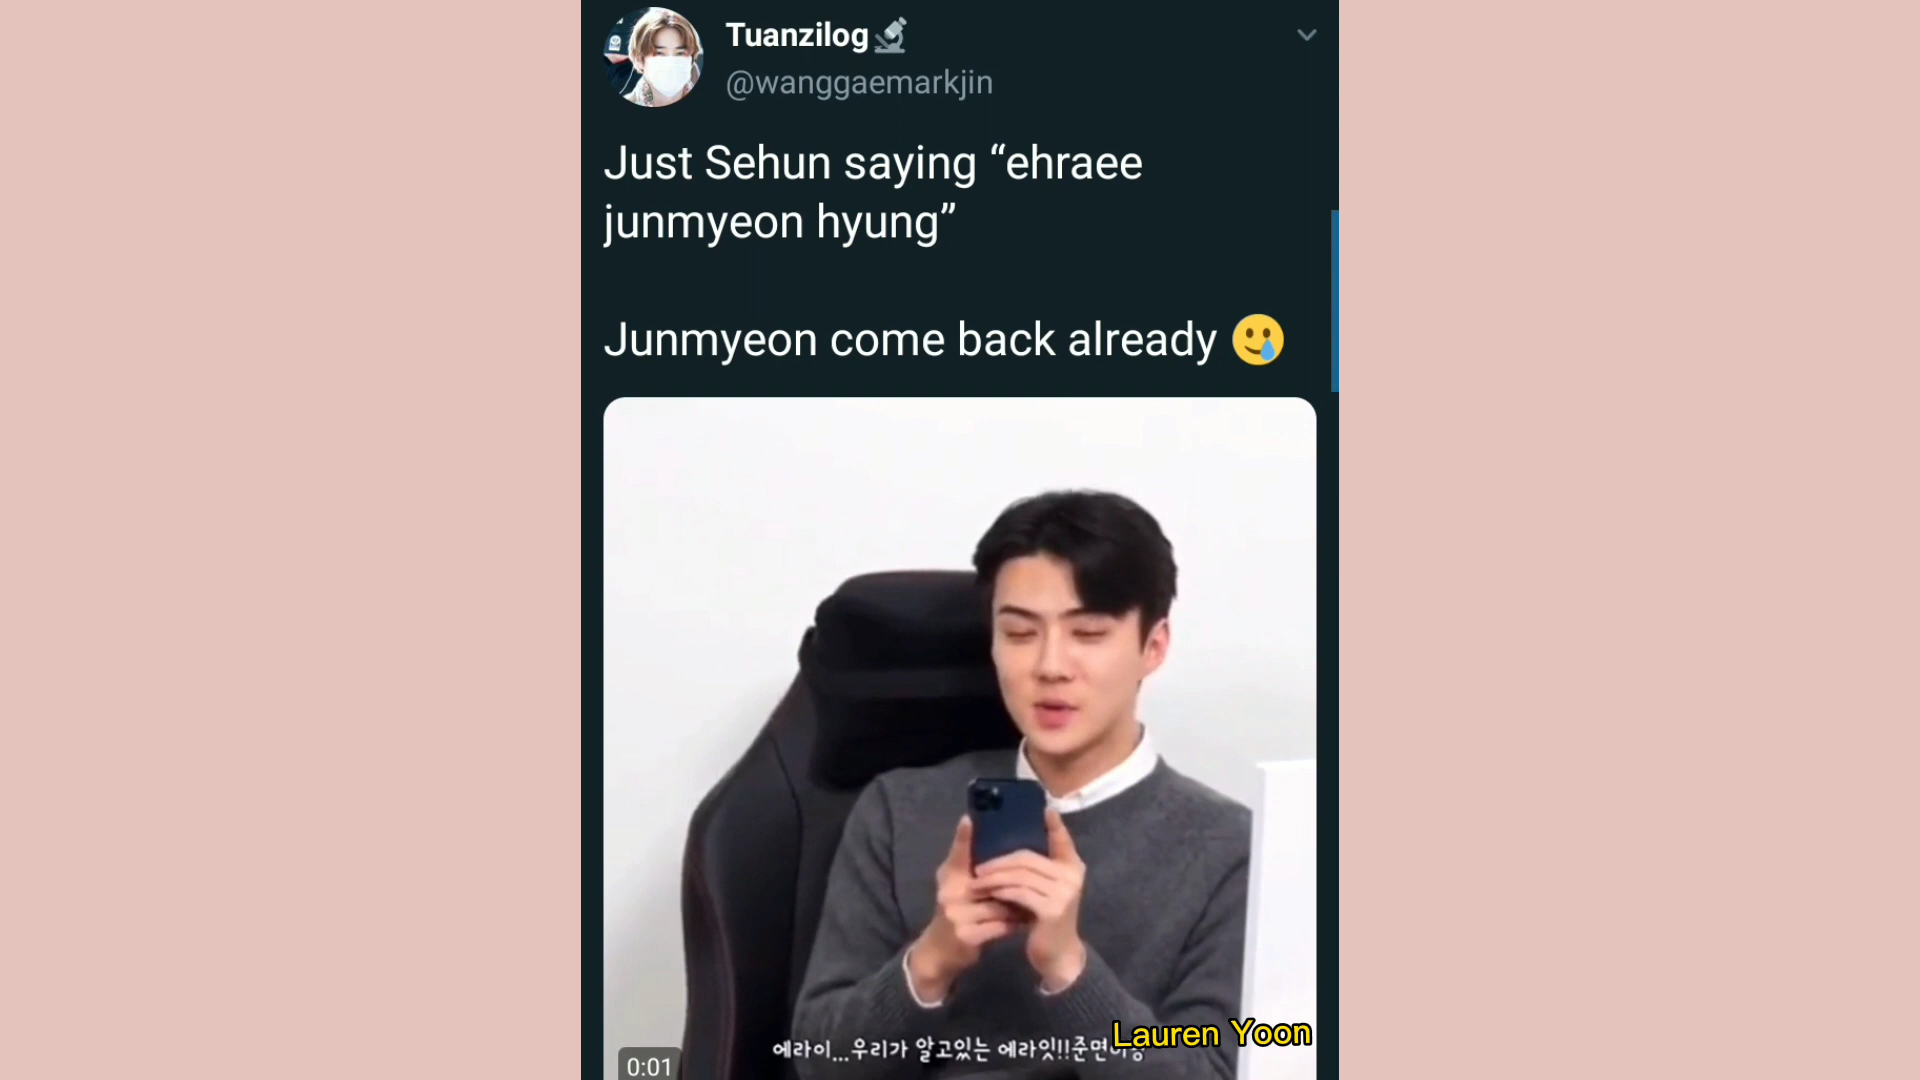 Tuanzilog
@wanggaemarkjin
Just Sehun saying “ehraee
junmyeon hyung”
Junmyeon come back already
에라이...우리가 알고있는 에라잇!!준면
Lauren Yoon
0:01